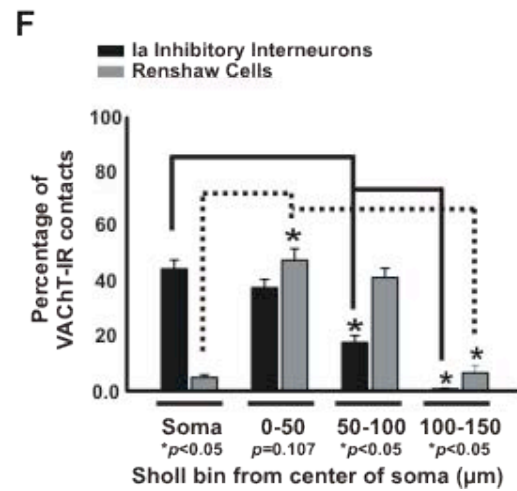 F
Ia Inhibitory Interneurons
Renshaw Cells
Percentage of
VAChT-IR contacts
100
80
60
40
20
0.0
*
*
*
*
Soma 0-50 50-100 100-150
*p<0.05 p=0.107 *p<0.05 *p<0.05
Sholl bin from center of soma (μm)